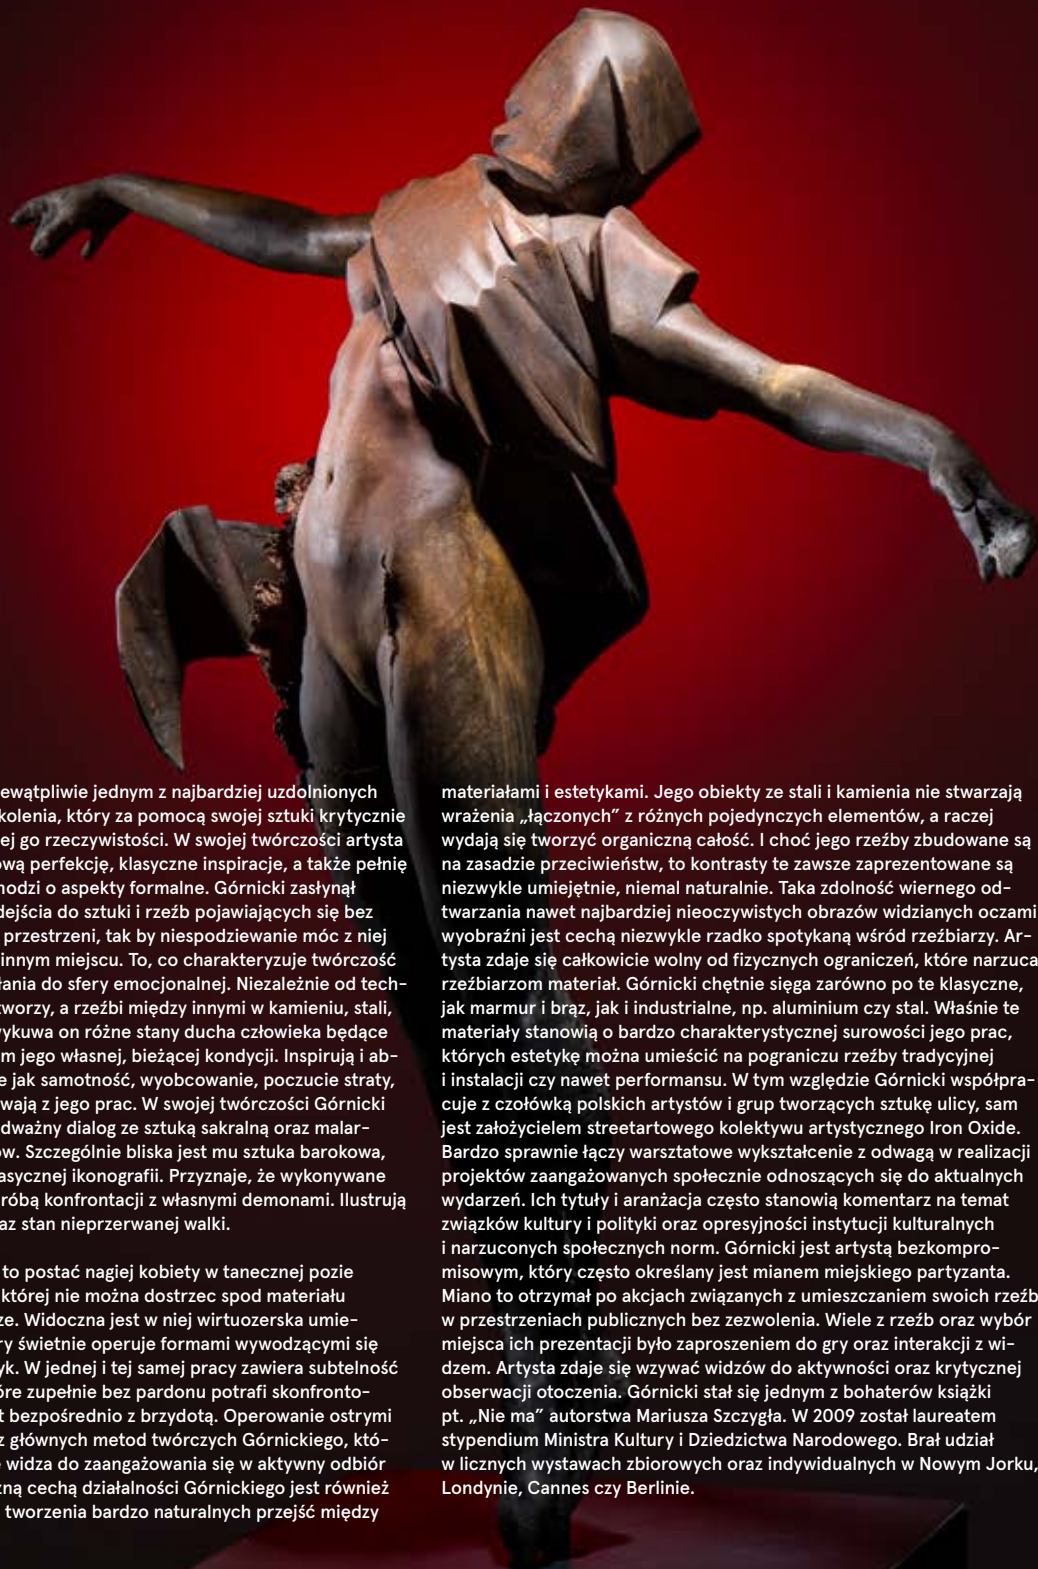 ewątpliwie jednym z najbardziej uzdolnionych
kolenia, który za pomocą swojej sztuki krytycznie
ej go rzeczywistości. W swojej twórczości artysta
ową perfekcję, klasyczne inspiracje, a także pełnię
hodzi o aspekty formalne. Górnicki zasłynął
dejścia do sztuki i rzeźb pojawiających się bez
przestrzeni, tak by niespodziewanie móc z niej
innym miejscu. To, co charakteryzuje twórczość
łania do sfery emocjonalnej. Niezależnie od tech-
worzy, a rzeźbi między innymi w kamieniu, stali,
wykuwa on różne stany ducha człowieka będące
m jego własnej, bieżącej kondycji. Inspirują i ab-
e jak samotność, wyobcowanie, poczucie straty,
wają z jego prac. W swojej twórczości Górnicki
dważny dialog ze sztuką sakralną oraz malar-
ów. Szczególnie bliska jest mu sztuka barokowa,
asycznej ikonografii. Przyznaje, że wykonywane
róbą konfrontacji z własnymi demonami. Ilustrują
az stan nieprzerwanej walki.
to postać nagiej kobiety w tanecznej pozie
której nie można dostrzec spod materiału
ze. Widoczna jest w niej wirtuozerska umie-
ry świetnie operuje formami wywodzącymi się
yk. W jednej i tej samej pracy zawiera subtelność
óre zupełnie bez pardonu potrafi skonfronto-
t bezpośrednio z brzydotą. Operowanie ostrymi
z głównych metod twórczych Górnickiego, któ-
e widza do zaangażowania się w aktywny odbiór
zną cechą działalności Górnickiego jest również
tworzenia bardzo naturalnych przejść między
materiałami i estetykami. Jego obiekty ze stali i kamienia nie stwarzają
wrażenia „łączonych” z różnych pojedynczych elementów, a raczej
wydają się tworzyć organiczną całość. I choć jego rzeźby zbudowane są
na zasadzie przeciwieństw, to kontrasty te zawsze zaprezentowane są
niezwykle umiejętnie, niemal naturalnie. Taka zdolność wiernego od-
twarzania nawet najbardziej nieoczywistych obrazów widzianych oczami
wyobraźni jest cechą niezwykle rzadko spotykaną wśród rzeźbiarzy. Ar-
tysta zdaje się całkowicie wolny od fizycznych ograniczeń, które narzuca
rzeźbiarzom materiał. Górnicki chętnie sięga zarówno po te klasyczne,
jak marmur i brąz, jak i industrialne, np. aluminium czy stal. Właśnie te
materiały stanowią o bardzo charakterystycznej surowości jego prac,
których estetykę można umieścić na pograniczu rzeźby tradycyjnej
i instalacji czy nawet performansu. W tym względzie Górnicki współpra-
cuje z czołówką polskich artystów i grup tworzących sztukę ulicy, sam
jest założycielem streetartowego kolektywu artystycznego Iron Oxide.
Bardzo sprawnie łączy warsztatowe wykształcenie z odwagą w realizacji
projektów zaangażowanych społecznie odnoszących się do aktualnych
wydarzeń. Ich tytuły i aranżacja często stanowią komentarz na temat
związków kultury i polityki oraz opresyjności instytucji kulturalnych
i narzuconych społecznych norm. Górnicki jest artystą bezkompro-
misowym, który często określany jest mianem miejskiego partyzanta.
Miano to otrzymał po akcjach związanych z umieszczaniem swoich rzeźb
w przestrzeniach publicznych bez zezwolenia. Wiele z rzeźb oraz wybór
miejsca ich prezentacji było zaproszeniem do gry oraz interakcji z wi-
dzem. Artysta zdaje się wzywać widzów do aktywności oraz krytycznej
obserwacji otoczenia. Górnicki stał się jednym z bohaterów książki
pt. „Nie ma” autorstwa Mariusza Szczygła. W 2009 został laureatem
stypendium Ministra Kultury i Dziedzictwa Narodowego. Brał udział
w licznych wystawach zbiorowych oraz indywidualnych w Nowym Jorku,
Londynie, Cannes czy Berlinie.